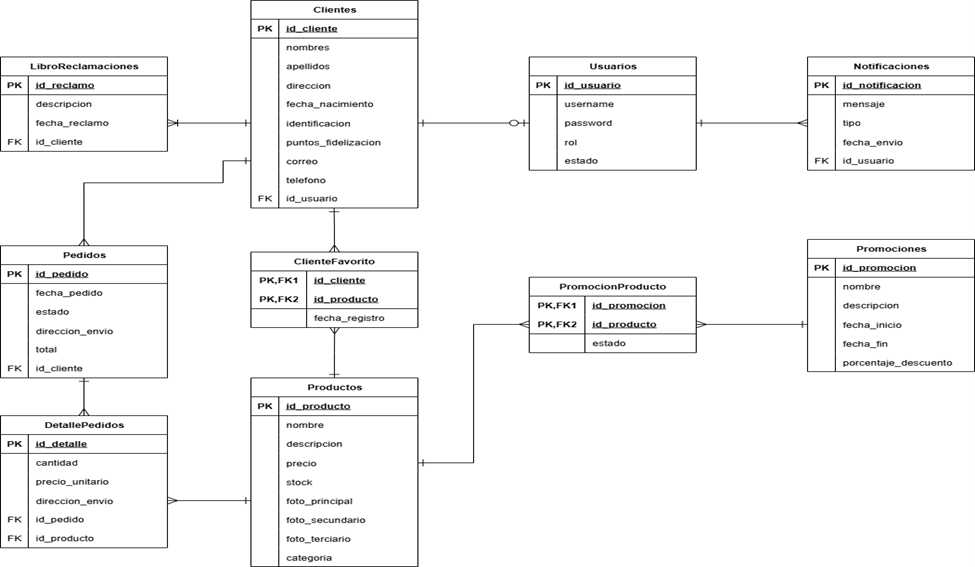 Clientes
PK id_cliente
nombres
apellidos
direccion
fecha_nacimiento
identificacion
puntos_fidelizacion
correo
telefono
FK id_usuario
LibroReclamaciones
PK id_reclamo
descripcion
fecha_reclamo
FK id_cliente
Usuarios
PK id_usuario
username
password
rol
estado
Notificaciones
PK id_notificacion
mensaje
tipo
fecha_envio
FK id_usuario
Pedidos
PK id_pedido
fecha_pedido
estado
direccion_envio
total
FK id_cliente
ClienteFavorito
PK,FK1 id_cliente
PK,FK2 id_producto
fecha_registro
PromocionProducto
PK,FK1 id_promocion
PK,FK2 id_producto
estado
Promociones
PK id_promocion
nombre
descripcion
fecha_inicio
fecha_fin
porcentaje_descuento
DetallePedidos
PK id_detalle
cantidad
precio_unitario
direccion_envio
FK id_pedido
FK id_producto
Productos
PK id_producto
nombre
descripcion
precio
stock
foto_principal
foto_secundario
foto_terciario
categoria